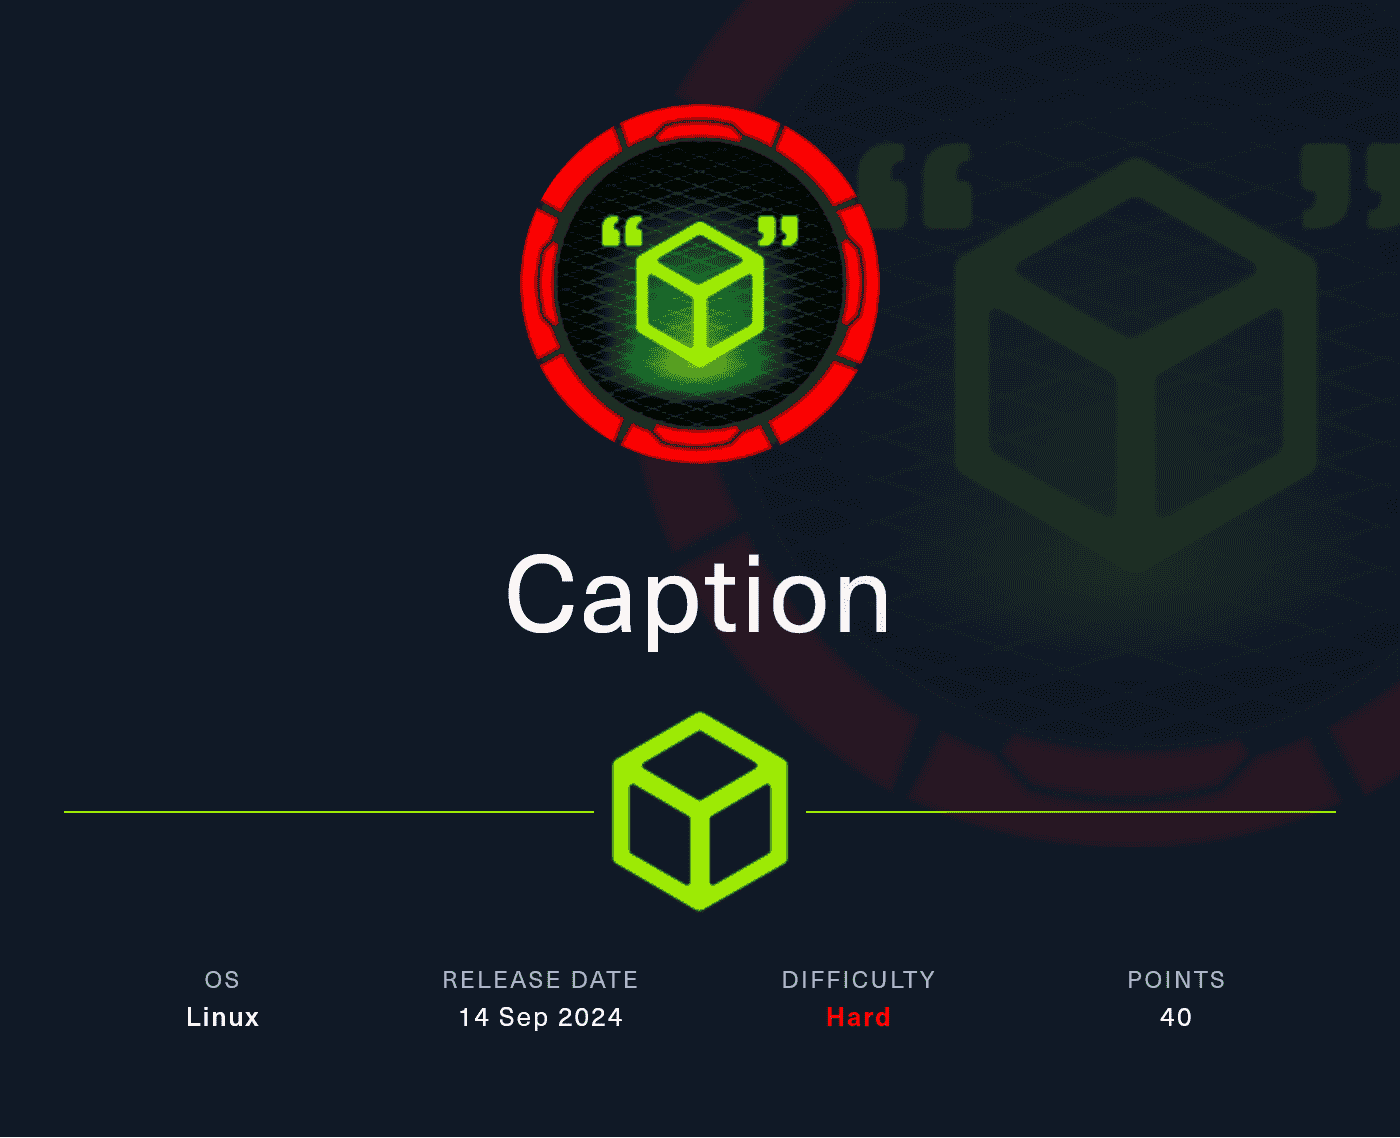 “ ”
Caption
OS RELEASE DATE DIFFICULTY POINTS
Linux 14 Sep 2024 Hard 40